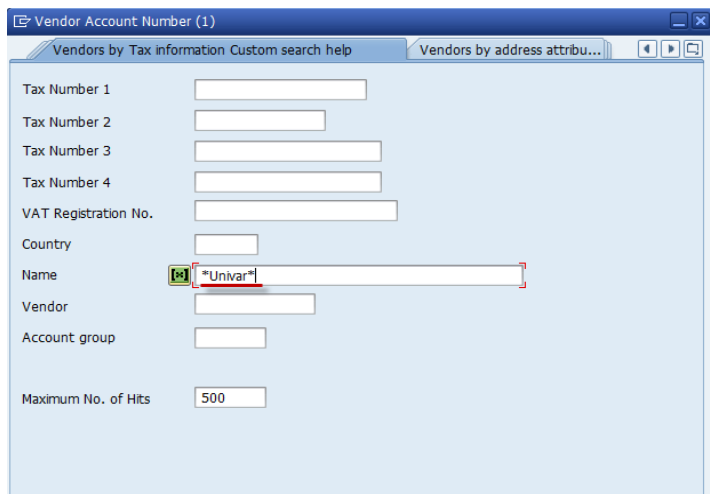 Vendor Account Number (1)
Vendors by Tax information Custom search help Vendors by address attribu...
Tax Number 1
Tax Number 2
Tax Number 3
Tax Number 4
VAT Registration No.
Country
Name *Univar*
Vendor
Account group
Maximum No. of Hits 500